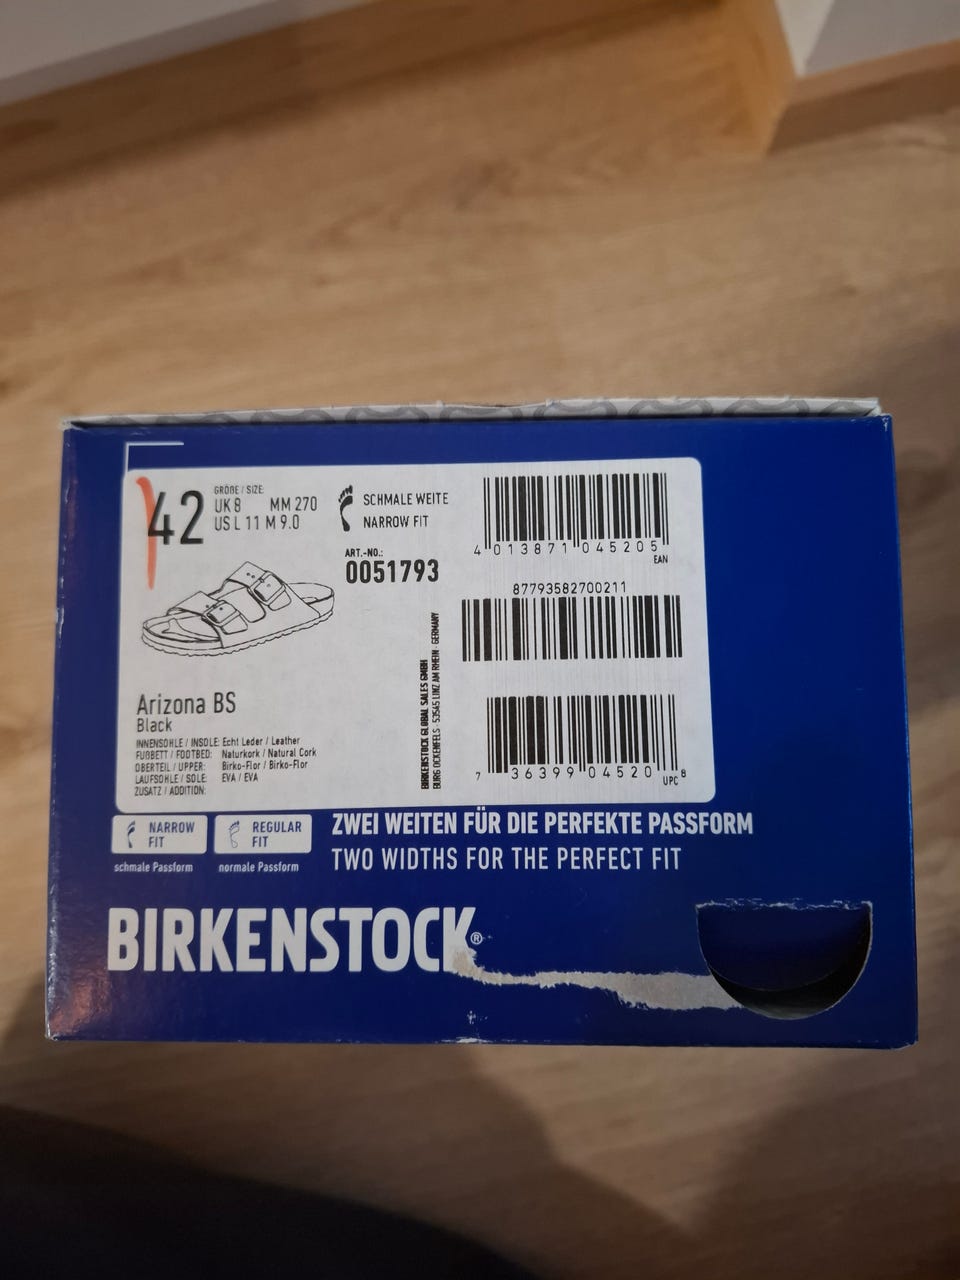 42
GRÖßE / SIZE:
UK 8 MM 270
US L 11 M 9.0
SCHMALE WEITE
NARROW FIT
ART.-NO.:
0051793
4 013871 045205
EAN
87793582700211
BIRKENSTOCK GLOBAL SALES GMBH
BURG OCKENFELS · 53545 LINZ AM RHEIN · GERMANY
7 36399 04520 8
UPC
Arizona BS
Black
INNENSOHLE / INSOLE: Echt Leder / Leather
FUßBETT / FOOTBED: Naturkork / Natural Cork
OBERTEIL / UPPER: Birko-Flor / Birko-Flor
LAUFSOHLE / SOLE: EVA / EVA
ZUSATZ / ADDITION:
NARROW
FIT
schmale Passform
REGULAR
FIT
normale Passform
ZWEI WEITEN FÜR DIE PERFEKTE PASSFORM
TWO WIDTHS FOR THE PERFECT FIT
BIRKENSTOCK®